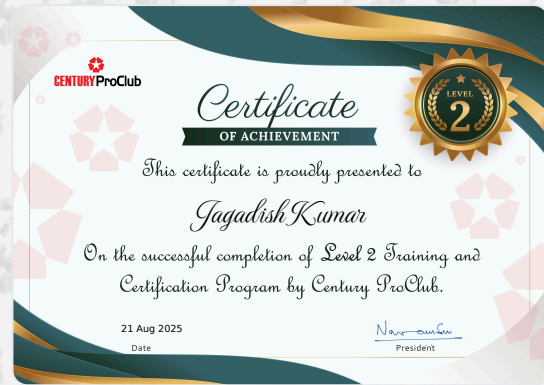 CENTURY ProClub
LEVEL
2
Certificate
OF ACHIEVEMENT
This certificate is proudly presented to
Jagadish Kumar
On the successful completion of Level 2 Training and
Certification Program by Century ProClub.
21 Aug 2025
Date
President